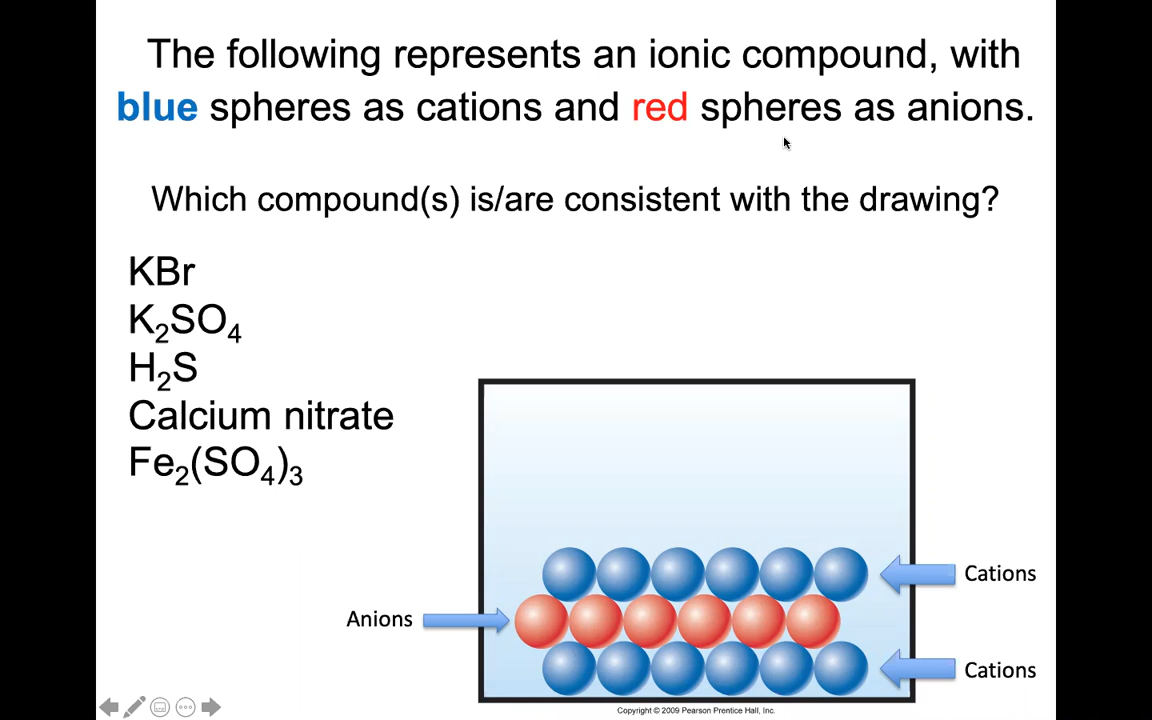 The following represents an ionic compound, with
blue spheres as cations and red spheres as anions.
Which compound(s) is/are consistent with the drawing?
KBr
K₂SO₄
H₂S
Calcium nitrate
Fe₂(SO₄)₃
Cations
Anions
Cations
Copyright © 2009 Pearson Prentice Hall, Inc.